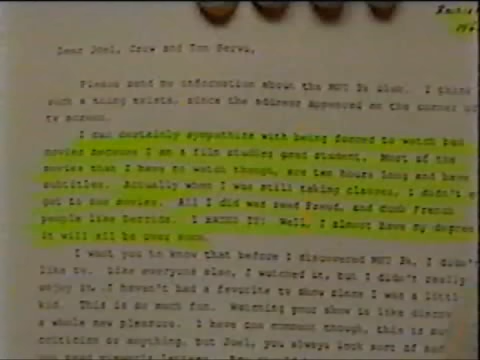 Dear Joel, Crow and Tom Servo,
Please send me information about the MST 3k club. I think
such a thing exists, since the address appeared on the corner of
tv screen.
I can certainly sympathize with being forced to watch bad
movies because I am a film studies grad student. Most of the
movies that I have to watch though, are ten hours long and have
subtitles. Actually when I was still taking classes, I didn't
got to see movies. All I did was read Freud, and dumb French
people like Derrida. I HATED IT! Well, I almost have my degree
it will all be over soon.
I want you to know that before I discovered MST 3k, I didn't
like tv. Like everyone else, I watched it, but I didn't really
enjoy it. I haven't had a favorite tv show since I was a little
kid. This is so much fun. Watching your show is like
a whole new pleasure. I have one comment though, this is not
criticism or anything, but Joel, you always look sort of sad